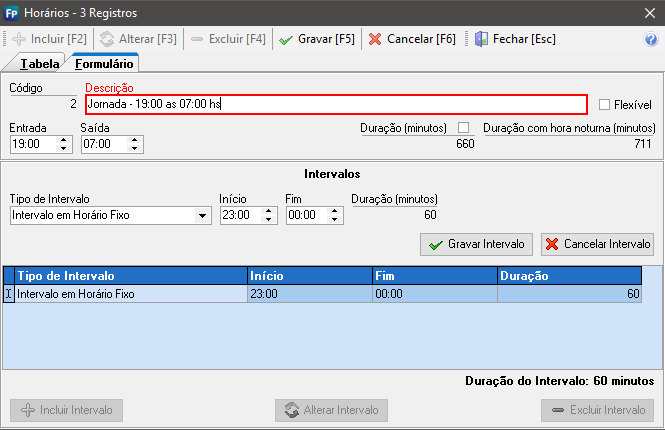 Fp Horários - 3 Registros
Incluir [F2] Alterar [F3] Excluir [F4] Gravar [F5] Cancelar [F6] Fechar [Esc] ?
Tabela Formulário
Código Descrição
2 Jornada - 19:00 as 07:00 hs Flexível
Entrada Saída Duração (minutos) Duração com hora noturna (minutos)
19:00 07:00 660 711
Intervalos
Tipo de Intervalo Início Fim Duração (minutos)
Intervalo em Horário Fixo 23:00 00:00 60
Gravar Intervalo Cancelar Intervalo
Tipo de Intervalo Início Fim Duração
Intervalo em Horário Fixo 23:00 00:00 60
Duração do Intervalo: 60 minutos
Incluir Intervalo Alterar Intervalo Excluir Intervalo